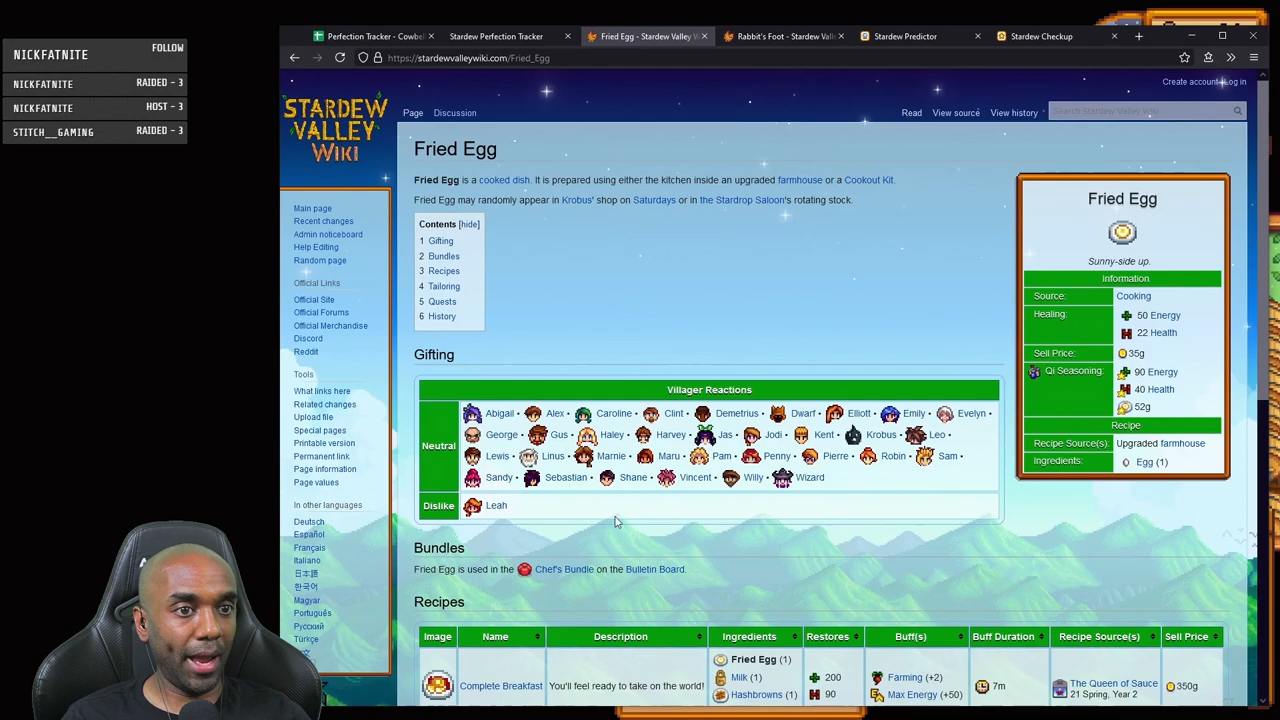 NICKFATNITE FOLLOW
NICKFATNITE RAIDED - 3
NICKFATNITE HOST - 3
STITCH__GAMING RAIDED - 3
Perfection Tracker - Cowbel
Stardew Perfection Tracker
Fried Egg - Stardew Valley W
Rabbit's Foot - Stardew Valle
Stardew Predictor
Stardew Checkup
https://stardewvalleywiki.com/Fried_Egg
Create account Log in
STARDEW
VALLEY
WIKI
Page Discussion Read View source View history Search Stardew Valley Wiki
Main page
Recent changes
Admin noticeboard
Help Editing
Random page
Official Links
Official Site
Official Forums
Official Merchandise
Discord
Reddit
Tools
What links here
Related changes
Upload file
Special pages
Printable version
Permanent link
Page information
Page values
In other languages
Deutsch
Español
Français
Italiano
日本語
한국어
Magyar
Português
Русский
Türkçe
中文
Fried Egg
Fried Egg is a cooked dish. It is prepared using either the kitchen inside an upgraded farmhouse or a Cookout Kit.
Fried Egg may randomly appear in Krobus' shop on Saturdays or in the Stardrop Saloon's rotating stock.
Contents [hide]
1 Gifting
2 Bundles
3 Recipes
4 Tailoring
5 Quests
6 History
Gifting
Villager Reactions
Neutral
Abigail • Alex • Caroline • Clint • Demetrius • Dwarf • Elliott • Emily • Evelyn •
George • Gus • Haley • Harvey • Jas • Jodi • Kent • Krobus • Leo •
Lewis • Linus • Marnie • Maru • Pam • Penny • Pierre • Robin • Sam •
Sandy • Sebastian • Shane • Vincent • Willy • Wizard
Dislike Leah
Bundles
Fried Egg is used in the Chef's Bundle on the Bulletin Board.
Recipes
Image Name Description Ingredients Restores Buff(s) Buff Duration Recipe Source(s) Sell Price
Complete Breakfast
You'll feel ready to take on the world!
Fried Egg (1)
Milk (1)
Hashbrowns (1)
200
90
Farming (+2)
Max Energy (+50)
7m
The Queen of Sauce
21 Spring, Year 2
350g
Fried Egg
Sunny-side up.
Information
Source: Cooking
Healing: 50 Energy
22 Health
Sell Price: 35g
Qi Seasoning: 90 Energy
40 Health
52g
Recipe
Recipe Source(s): Upgraded farmhouse
Ingredients: Egg (1)